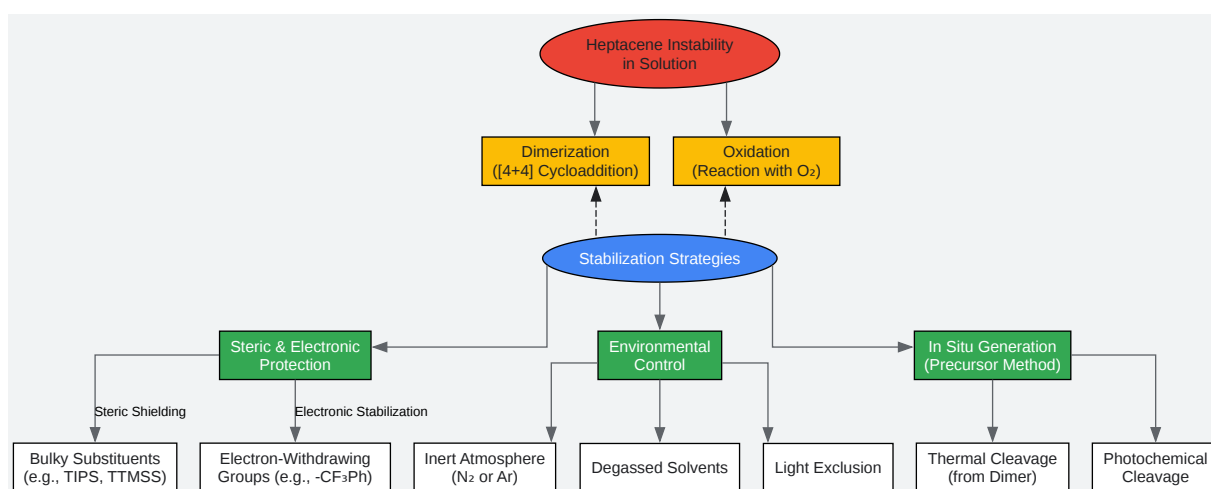 Heptacene Instability
in Solution
Dimerization
([4+4] Cycloaddition)
Oxidation
(Reaction with O₂)
Stabilization Strategies
Steric & Electronic
Protection
Environmental
Control
In Situ Generation
(Precursor Method)
Steric Shielding
Electronic Stabilization
Bulky Substituents
(e.g., TIPS, TTMSS)
Electron-Withdrawing
Groups (e.g., -CF₃Ph)
Inert Atmosphere
(N₂ or Ar)
Degassed Solvents
Light Exclusion
Thermal Cleavage
(from Dimer)
Photochemical
Cleavage